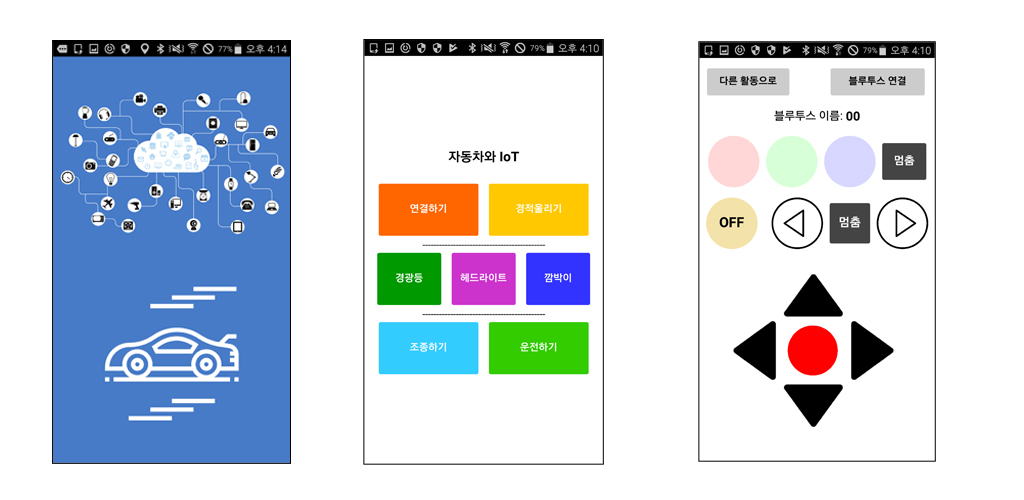 77% 오후 4:14
79% 오후 4:10
자동차와 IoT
연결하기
경적울리기
경광등
헤드라이트
깜박이
조종하기
운전하기
79% 오후 4:10
다른 활동으로
블루투스 연결
블루투스 이름: 00
멈춤
OFF
멈춤